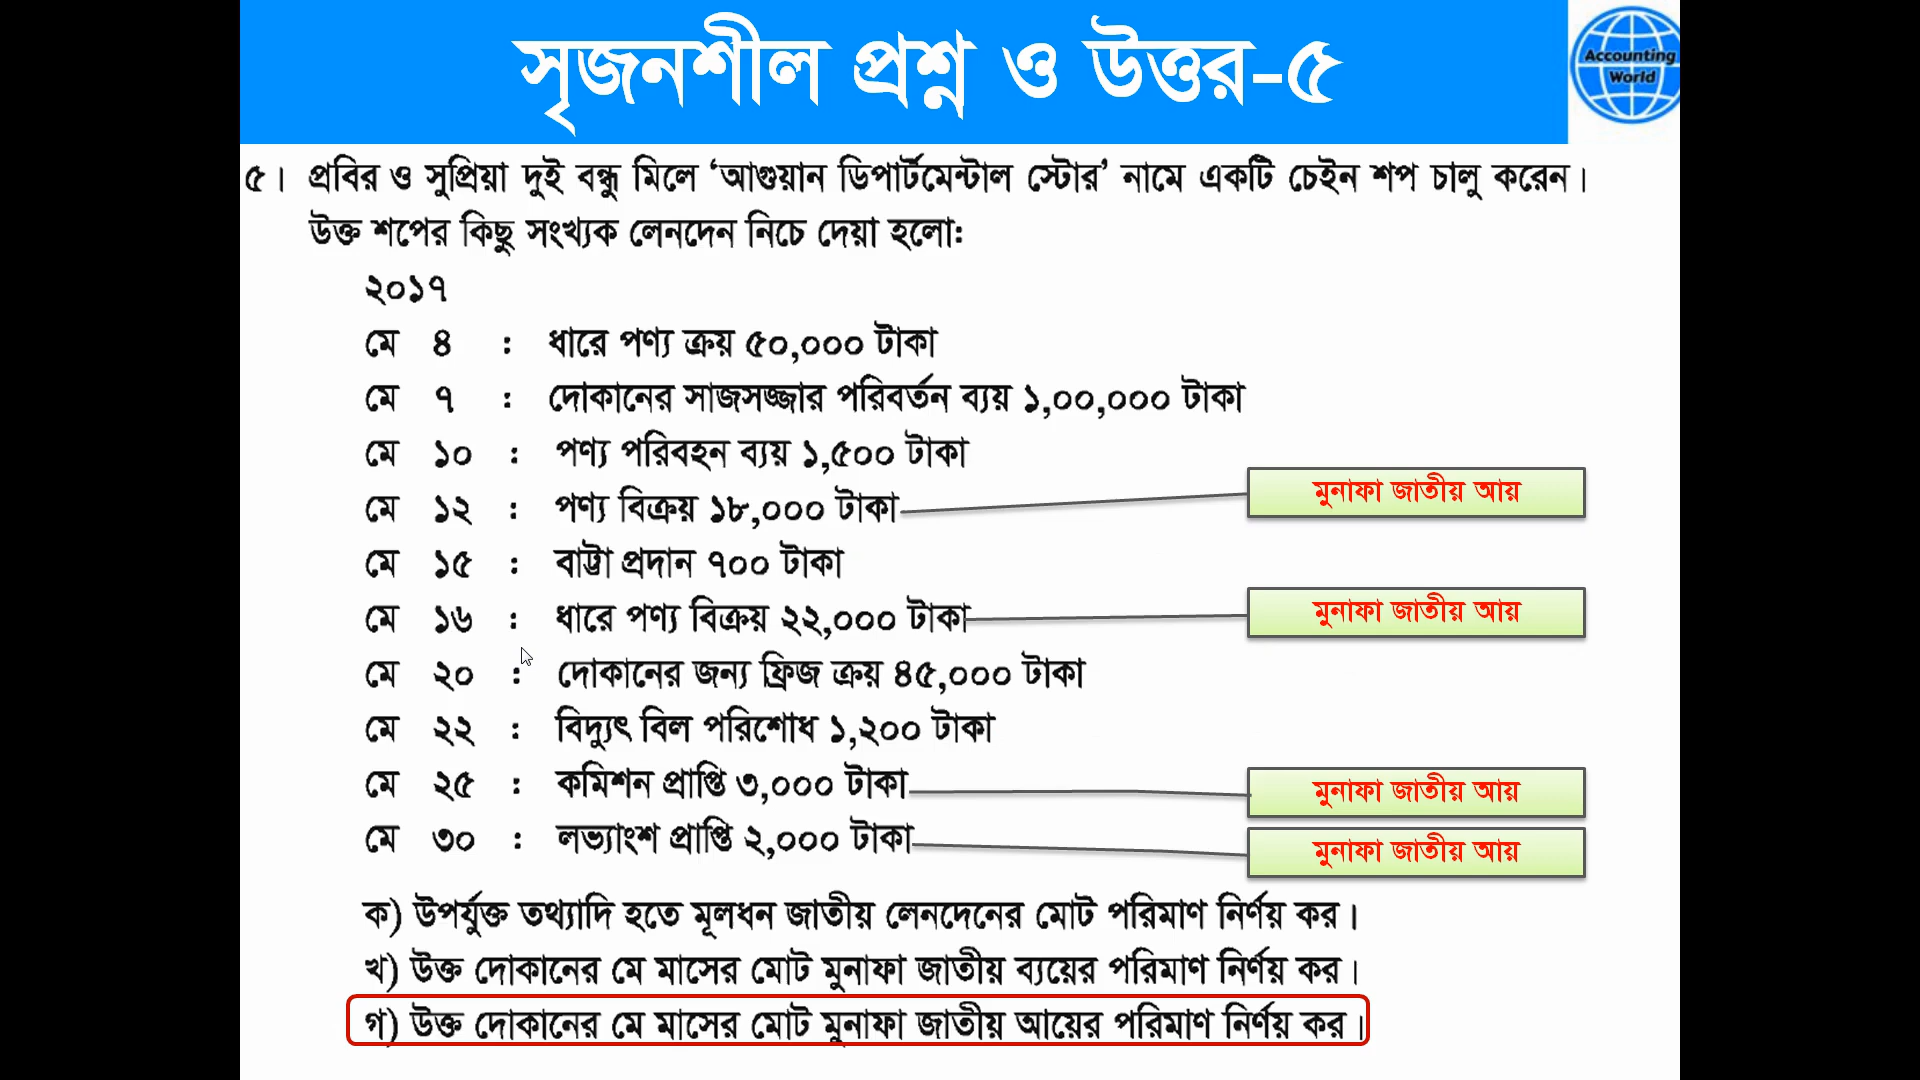 সৃজনশীল প্রশ্ন ও উত্তর-৫
Accounting
World
৫। প্রবির ও সুপ্রিয়া দুই বন্ধু মিলে ‘আগুয়ান ডিপার্টমেন্টাল স্টোর’ নামে একটি চেইন শপ চালু করেন।
উক্ত শপের কিছু সংখ্যক লেনদেন নিচে দেয়া হলো:
২০১৭
মে ৪ : ধারে পণ্য ক্রয় ৫০,০০০ টাকা
মে ৭ : দোকানের সাজসজ্জার পরিবর্তন ব্যয় ১,০০,০০০ টাকা
মে ১০ : পণ্য পরিবহন ব্যয় ১,৫০০ টাকা
মে ১২ : পণ্য বিক্রয় ১৮,০০০ টাকা মুনাফা জাতীয় আয়
মে ১৫ : বাট্টা প্রদান ৭০০ টাকা
মে ১৬ : ধারে পণ্য বিক্রয় ২২,০০০ টাকা মুনাফা জাতীয় আয়
মে ২০ : দোকানের জন্য ফ্রিজ ক্রয় ৪৫,০০০ টাকা
মে ২২ : বিদ্যুৎ বিল পরিশোধ ১,২০০ টাকা
মে ২৫ : কমিশন প্রাপ্তি ৩,০০০ টাকা মুনাফা জাতীয় আয়
মে ৩০ : লভ্যাংশ প্রাপ্তি ২,০০০ টাকা মুনাফা জাতীয় আয়
ক) উপর্যুক্ত তথ্যাদি হতে মূলধন জাতীয় লেনদেনের মোট পরিমাণ নির্ণয় কর।
খ) উক্ত দোকানের মে মাসের মোট মুনাফা জাতীয় ব্যয়ের পরিমাণ নির্ণয় কর।
গ) উক্ত দোকানের মে মাসের মোট মুনাফা জাতীয় আয়ের পরিমাণ নির্ণয় কর।